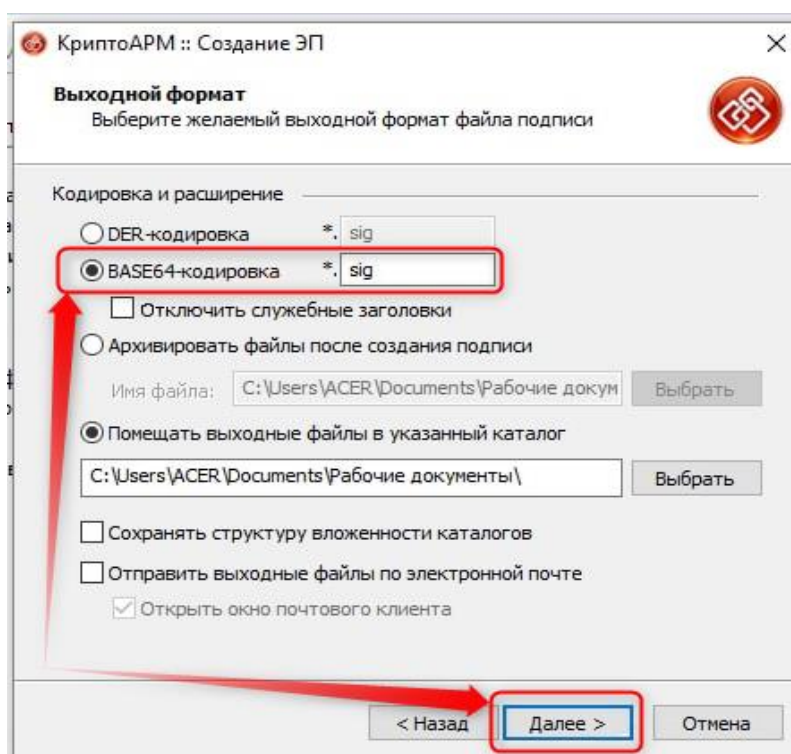 КриптоАРМ :: Создание ЭП
Выходной формат
Выберите желаемый выходной формат файла подписи
Кодировка и расширение
DER-кодировка *. sig
BASE64-кодировка *. sig
Отключить служебные заголовки
Архивировать файлы после создания подписи
Имя файла: C:\Users\ACER\Documents\Рабочие докум Выбрать
Помещать выходные файлы в указанный каталог
C:\Users\ACER\Documents\Рабочие документы\ Выбрать
Сохранять структуру вложенности каталогов
Отправить выходные файлы по электронной почте
Открыть окно почтового клиента
< Назад Далее > Отмена